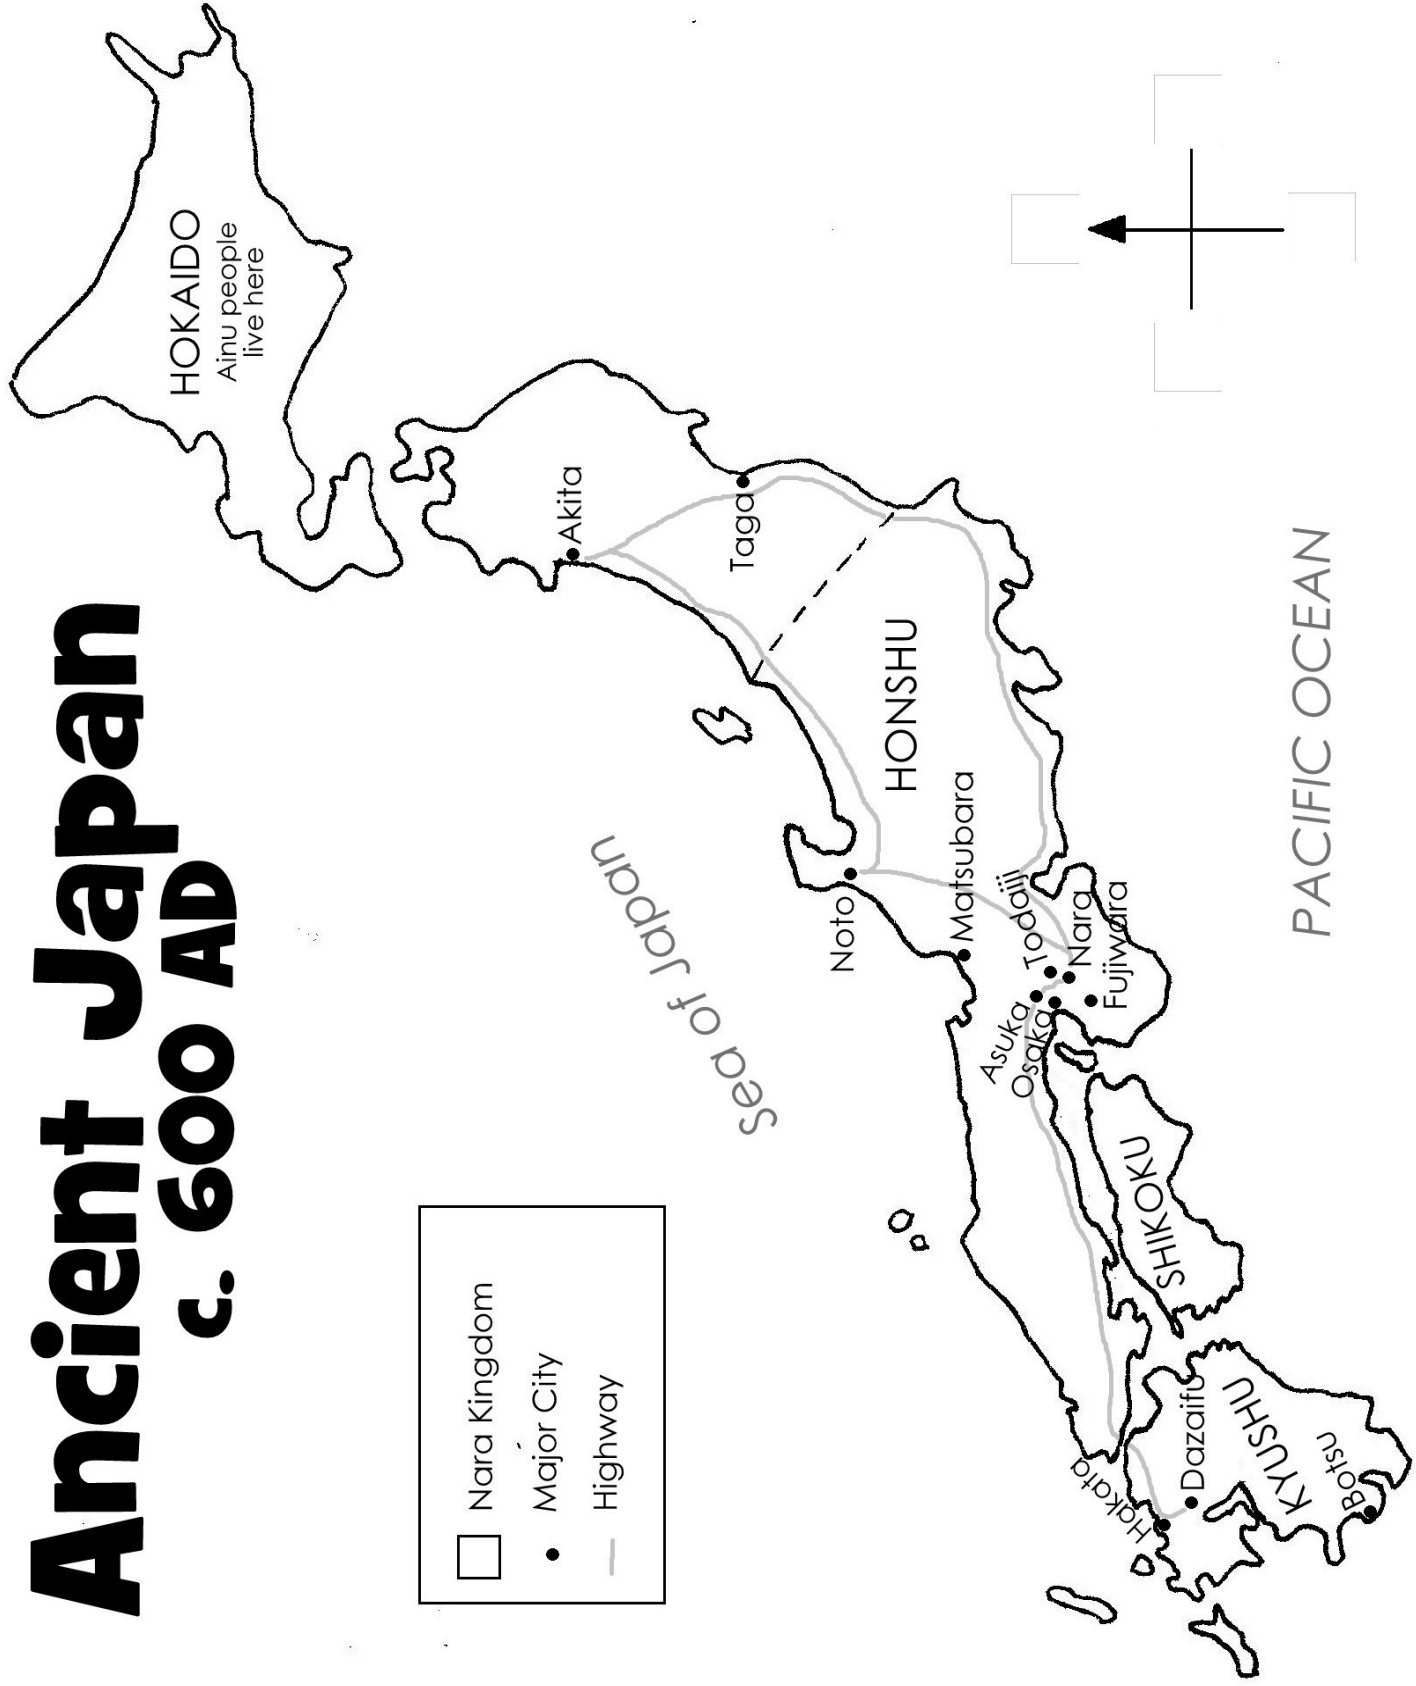 Ancient Japan
c. 600 AD
HOKAIDO
Ainu people
live here
Akita
Taga
HONSHU
Noto
Matsubara
Todaiji
Nara
Fujiwara
Asuka
Osaka
SHIKOKU
Hakata
Dazaifu
KYUSHU
Botsu
Sea of Japan
PACIFIC OCEAN
Nara Kingdom
Major City
Highway